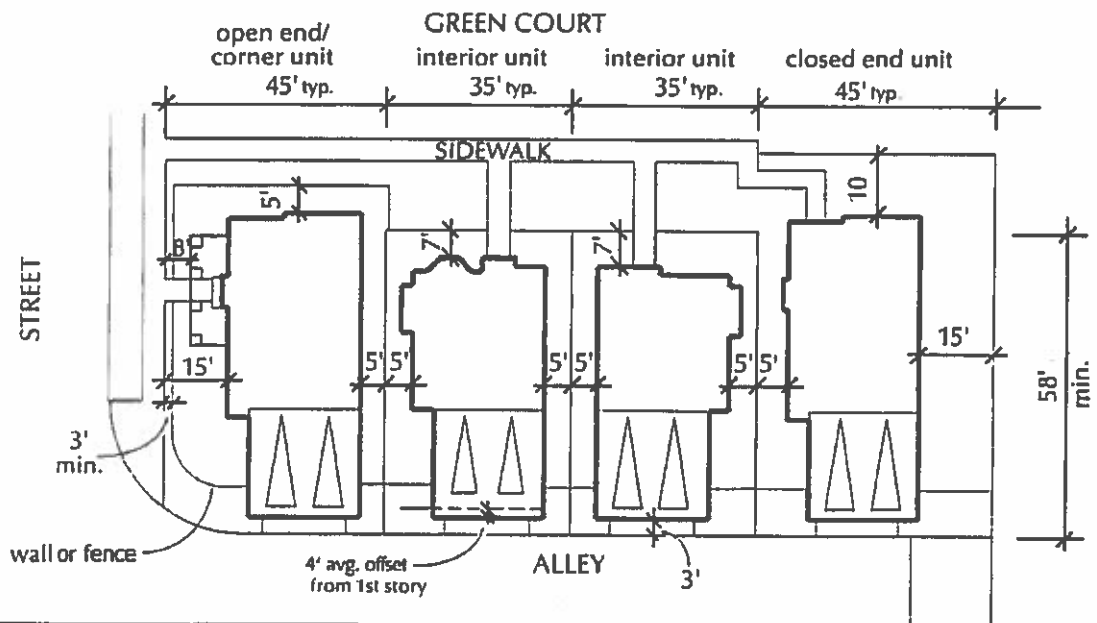 GREEN COURT
open end/
corner unit
45' typ.
interior unit
35' typ.
interior unit
35' typ.
closed end unit
45' typ.
SIDEWALK
5'
10
8'
7'
7'
STREET
15'
5'
5'
5'
5'
5'
5'
15'
58'
min.
3'
min.
wall or fence
4' avg. offset
from 1st story
ALLEY
3'